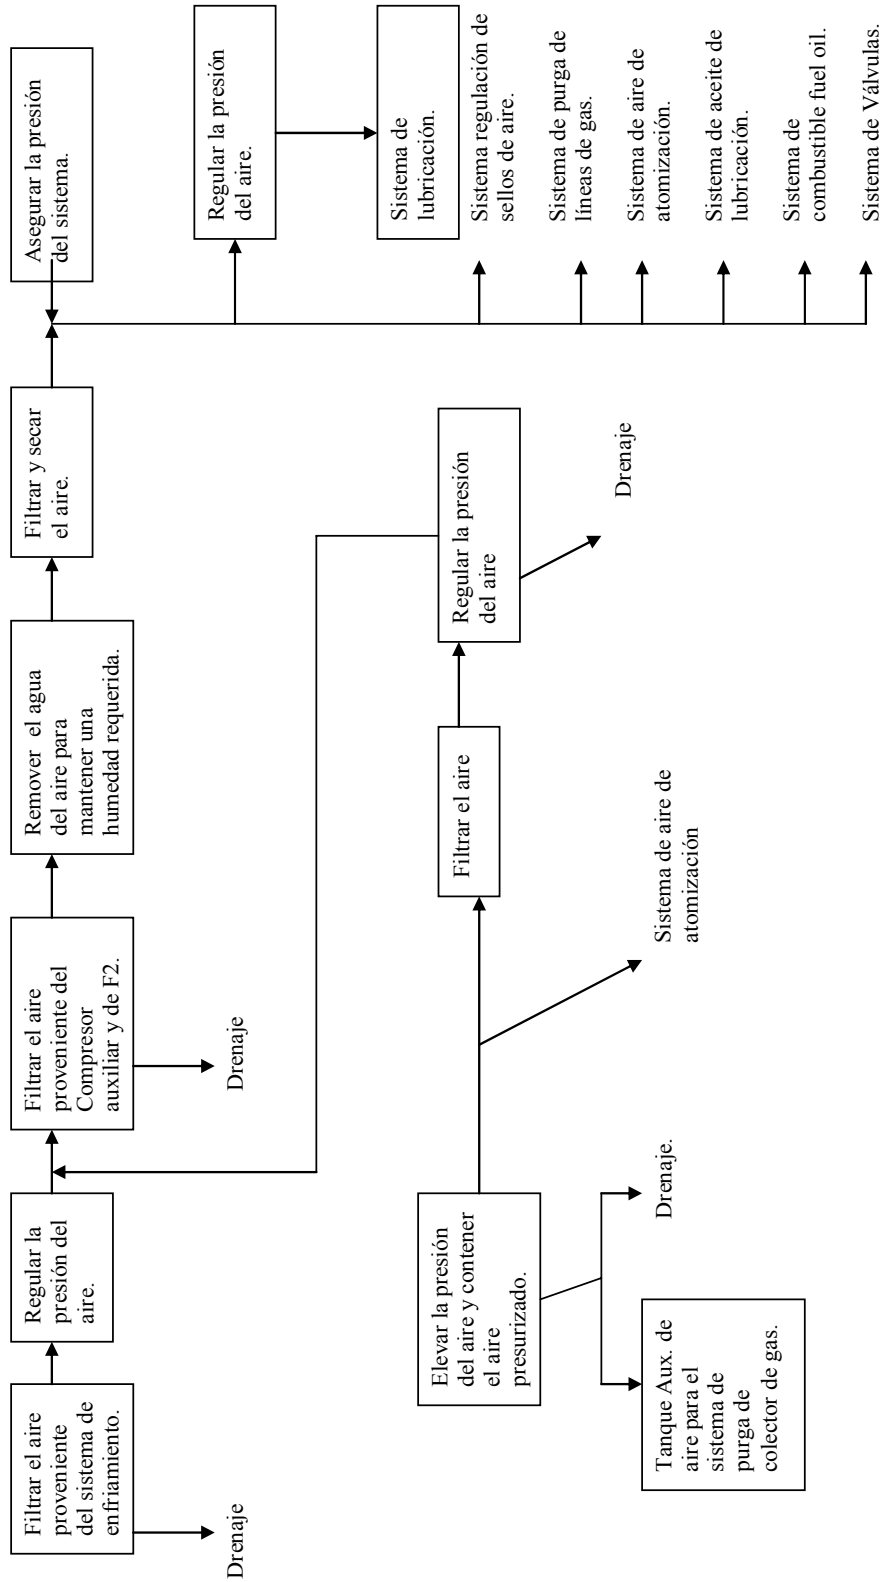 Filtrar el aire
proveniente
del sistema de
enfriamiento.
Drenaje
Regular la
presión del
aire.
Filtrar el aire
proveniente del
Compresor
auxiliar y de F2.
Drenaje
Remover el agua
del aire para
mantener una
humedad requerida.
Filtrar y secar
el aire.
Asegurar la presión
del sistema.
Regular la presión
del aire.
Sistema de
lubricación.
Sistema regulación de
sellos de aire.
Sistema de purga de
líneas de gas.
Sistema de aire de
atomización.
Sistema de aceite de
lubricación.
Sistema de
combustible fuel oil.
Sistema de Válvulas.
Elevar la presión
del aire y contener
el aire
presurizado.
Drenaje.
Tanque Aux. de
aire para el
sistema de
purga de
colector de gas.
Sistema de aire de
atomización
Filtrar el aire
Regular la presión
del aire
Drenaje